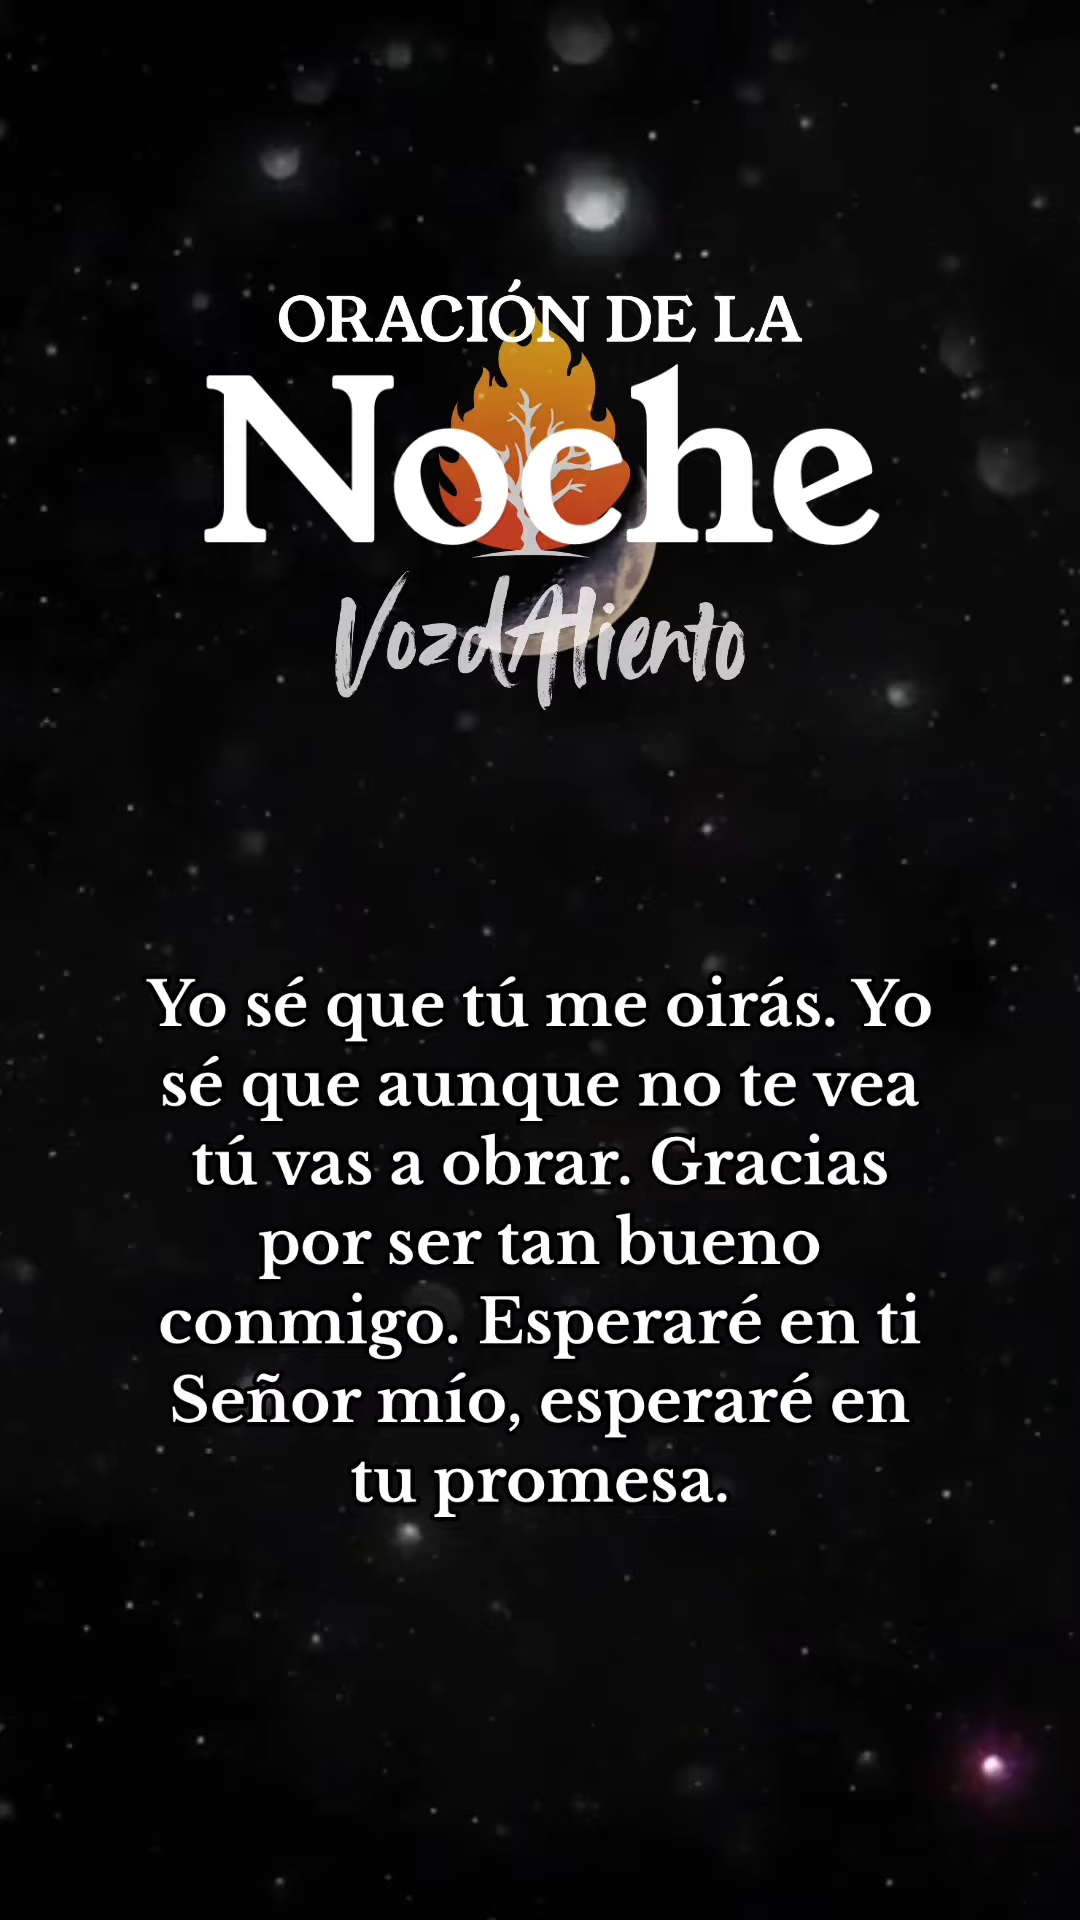 ORACIÓN DE LA
Noche
VozdAliento
Yo sé que tú me oirás. Yo
sé que aunque no te vea
tú vas a obrar. Gracias
por ser tan bueno
conmigo. Esperaré en ti
Señor mío, esperaré en
tu promesa.